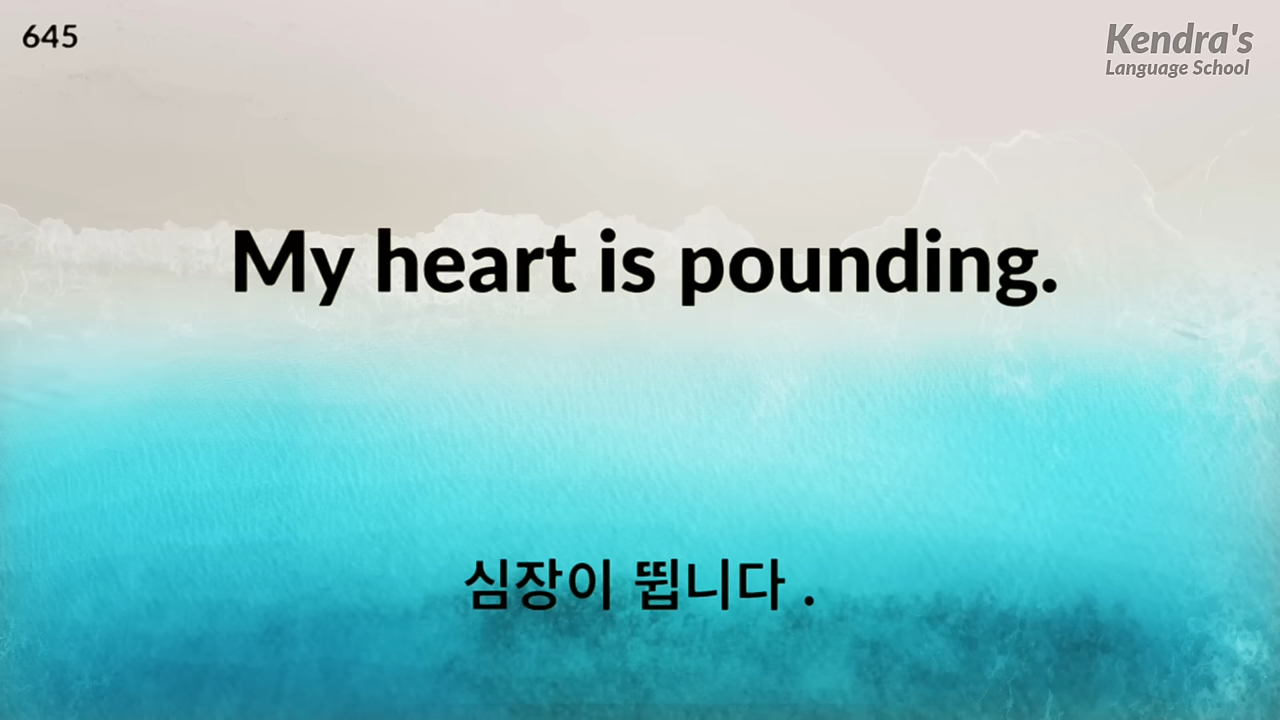 645
Kendra's
Language School
My heart is pounding.
심장이 뜁니다 .